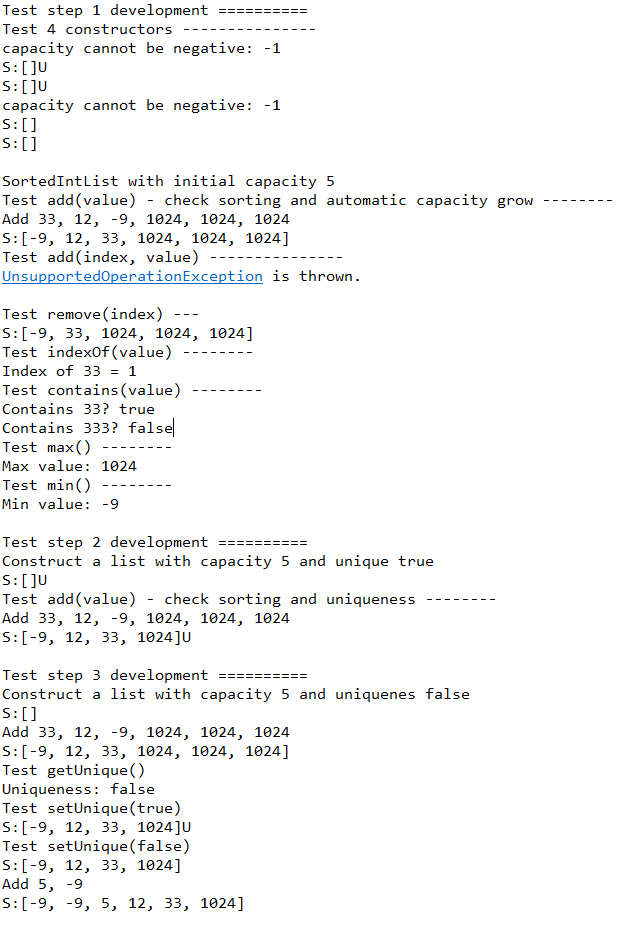 Test step 1 development ==========
Test 4 constructors ---------------
capacity cannot be negative: -1
S:[]U
S:[]U
capacity cannot be negative: -1
S:[]
S:[]
SortedIntList with initial capacity 5
Test add(value) - check sorting and automatic capacity grow --------
Add 33, 12, -9, 1024, 1024, 1024
S:[-9, 12, 33, 1024, 1024, 1024]
Test add(index, value) ---------------
UnsupportedOperationException is thrown.
Test remove(index) ---
S:[-9, 33, 1024, 1024, 1024]
Test indexOf(value) --------
Index of 33 = 1
Test contains(value) --------
Contains 33? true
Contains 333? false
Test max() --------
Max value: 1024
Test min() --------
Min value: -9
Test step 2 development ==========
Construct a list with capacity 5 and unique true
S:[]U
Test add(value) - check sorting and uniqueness --------
Add 33, 12, -9, 1024, 1024, 1024
S:[-9, 12, 33, 1024]U
Test step 3 development ==========
Construct a list with capacity 5 and uniquenes false
S:[]
Add 33, 12, -9, 1024, 1024, 1024
S:[-9, 12, 33, 1024, 1024, 1024]
Test getUnique()
Uniqueness: false
Test setUnique(true)
S:[-9, 12, 33, 1024]U
Test setUnique(false)
S:[-9, 12, 33, 1024]
Add 5, -9
S:[-9, -9, 5, 12, 33, 1024]